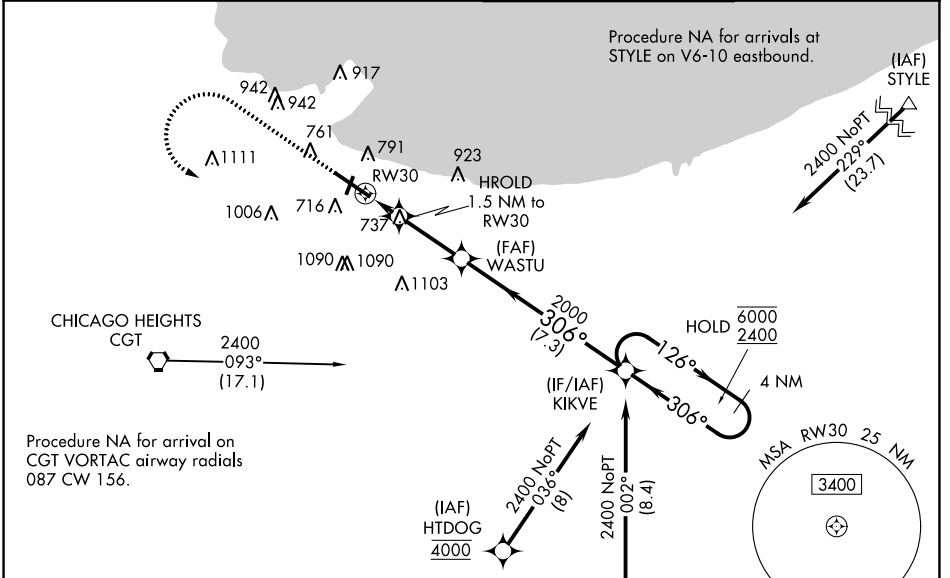 Procedure NA for arrivals at
STYLE on V6-10 eastbound.
(IAF)
STYLE
2400 NoPT
229°
(23.7)
917
942
942
761
791
1111
RW30
923
HROLD
1.5 NM to
RW30
1006
716
737
(FAF)
WASTU
1090
1090
1103
CHICAGO HEIGHTS
CGT
2400
093°
(17.1)
2000
306°
(7.3)
HOLD
6000
2400
126°
4 NM
306°
(IF/IAF)
KIKVE
Procedure NA for arrival on
CGT VORTAC airway radials
087 CW 156.
2400 NoPT
036°
(8)
2400 NoPT
002°
(8.4)
(IAF)
HTDOG
4000
MSA RW30 25 NM
3400